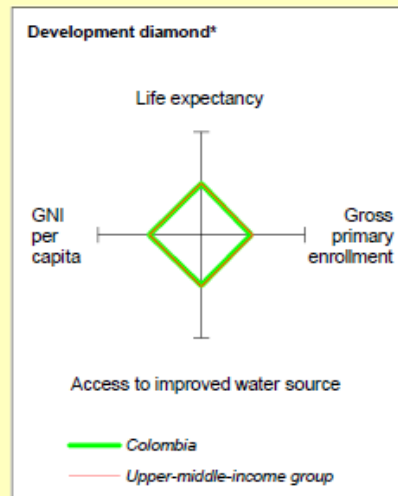 Development diamond*
Life expectancy
GNI
per
capita
Gross
primary
enrollment
Access to improved water source
Colombia
Upper-middle-income group